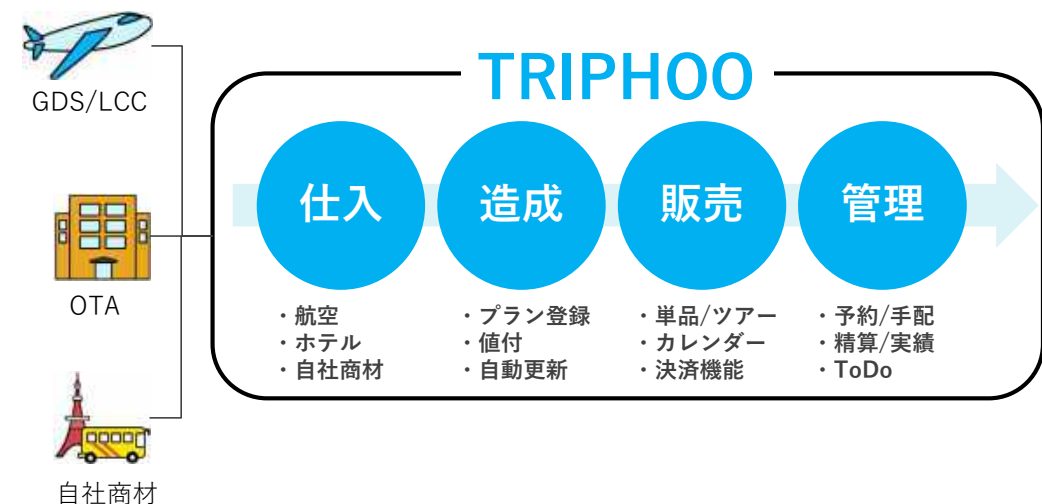 TRIPHOO
GDS/LCC
OTA
自社商材
仕入
・航空
・ホテル
・自社商材
造成
・プラン登録
・値付
・自動更新
販売
・単品/ツアー
・カレンダー
・決済機能
管理
・予約/手配
・精算/実績
・ToDo